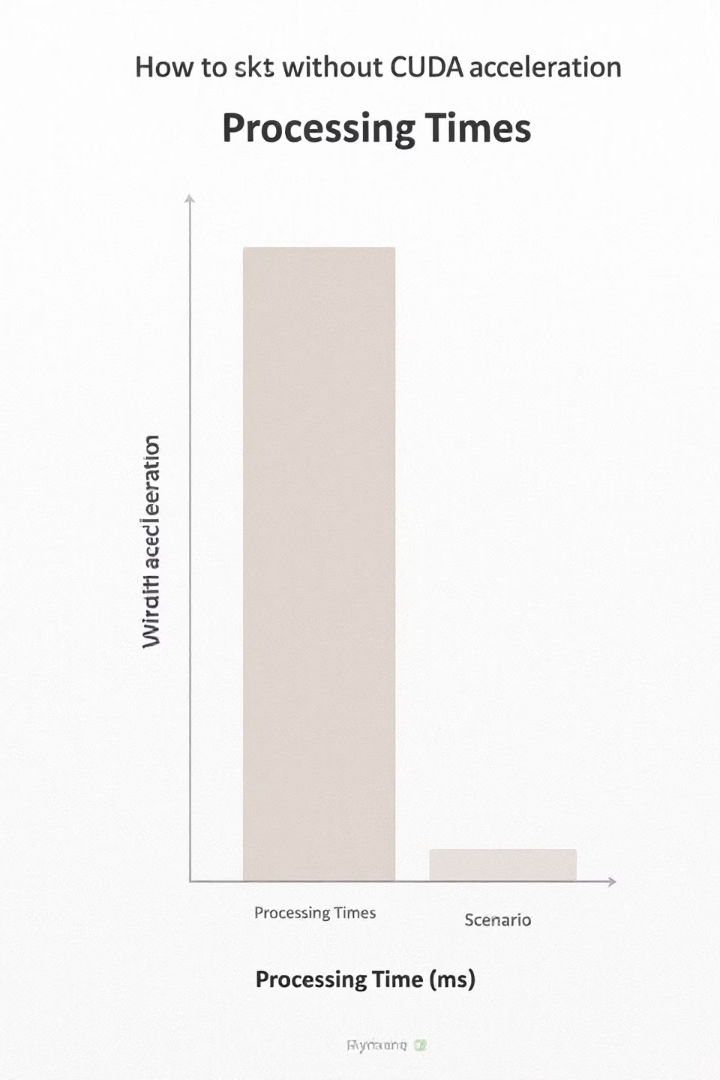 How to skt without CUDA acceleration
Processing Times
Processing Times
Scenario
Processing Time (ms)